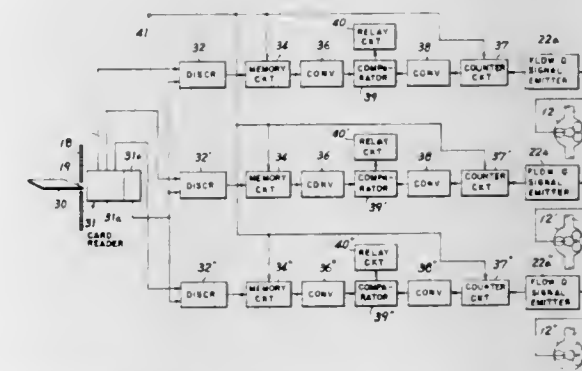 41
32
34
36
40
RELAY CKT
38
37
22a
DISCR
MEMORY CKT
CONV
COMPA-RATOR
CONV
COUNTER CKT
FLOW Q SIGNAL EMITTER
39
12
18
19
30
31
31a
31a
CARD READER
32'
34
36
40'
RELAY CKT
38
37'
22a
DISCR
MEMORY CKT
CONV
COMPA-RATOR
CONV
COUNTER CKT
FLOW Q SIGNAL EMITTER
39'
12'
32"
34"
36"
40"
RELAY CKT
38"
37"
22a"
DISCR
MEMORY CKT
CONV
COMPA-RATOR
CONV
COUNTER CKT
FLOW Q SIGNAL EMITTER
39"
12"